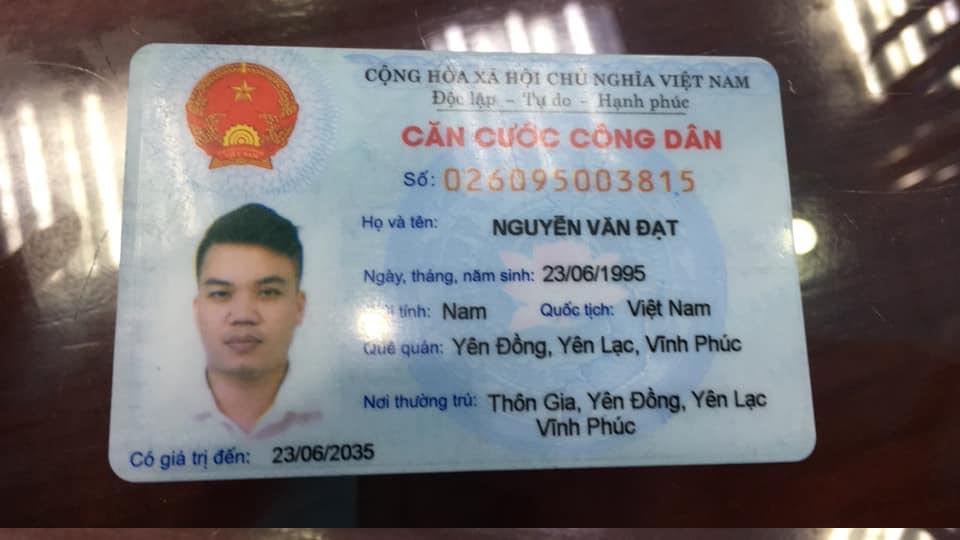 CỘNG HÒA XÃ HỘI CHỦ NGHĨA VIỆT NAM
Độc lập – Tự do – Hạnh phúc
CĂN CƯỚC CÔNG DÂN
Số: 026095003815
Họ và tên: NGUYỄN VĂN ĐẠT
Ngày, tháng, năm sinh: 23/06/1995
tính: Nam Quốc tịch: Việt Nam
Quê quán: Yên Đồng, Yên Lạc, Vĩnh Phúc
Nơi thường trú: Thôn Gia, Yên Đồng, Yên Lạc
Vĩnh Phúc
Có giá trị đến: 23/06/2035